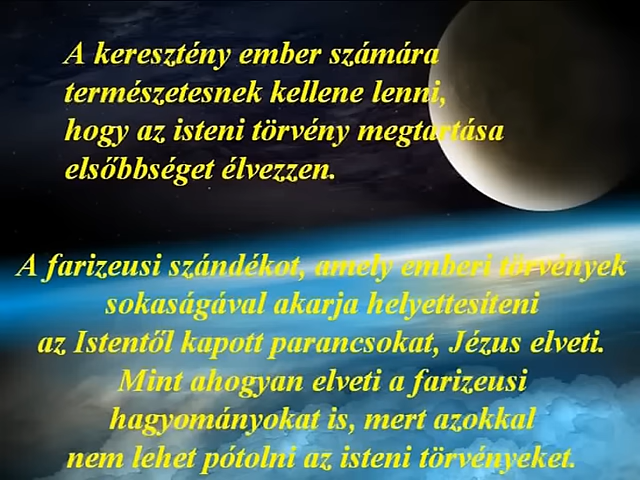 A keresztény ember számára
természetesnek kellene lenni,
hogy az isteni törvény megtartása
elsőbbséget élvezzen.
A farizeusi szándékot, amely emberi törvények
sokaságával akarja helyettesíteni
az Istentől kapott parancsokat, Jézus elveti.
Mint ahogyan elveti a farizeusi
hagyományokat is, mert azokkal
nem lehet pótolni az isteni törvényeket.